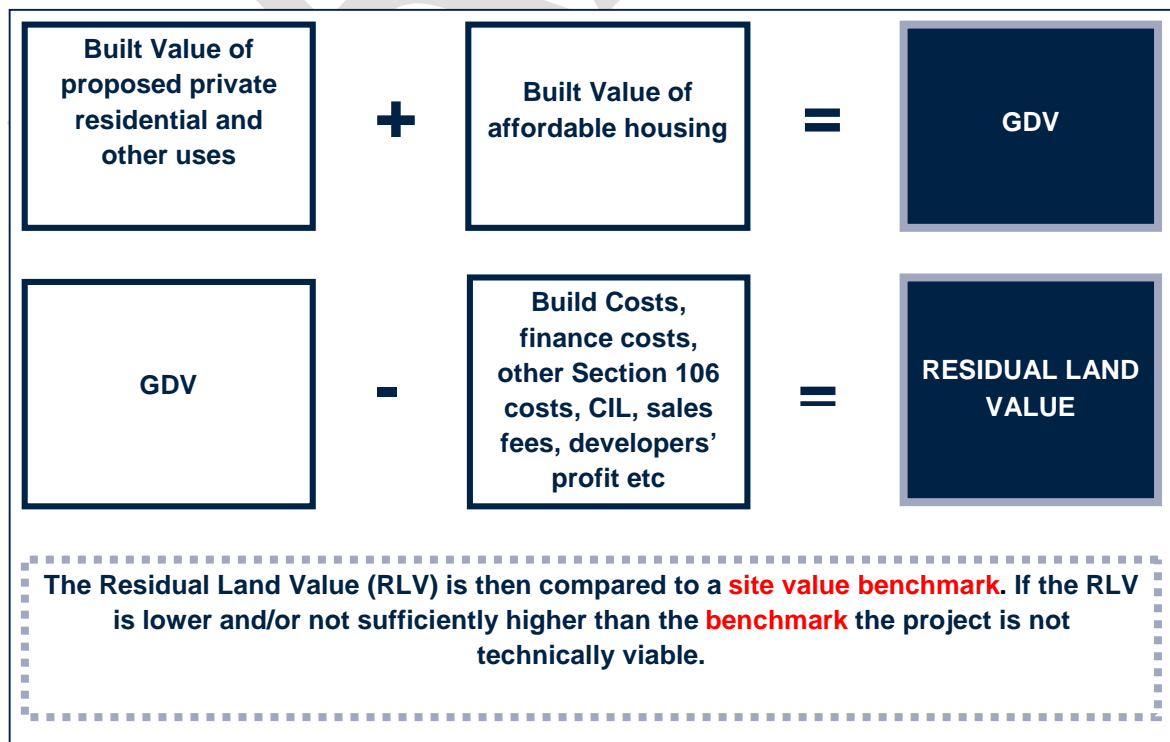 Built Value of
proposed private
residential and
other uses
+
Built Value of
affordable housing
=
GDV
GDV
-
Build Costs,
finance costs,
other Section 106
costs, CIL, sales
fees, developers’
profit etc
=
RESIDUAL LAND
VALUE
The Residual Land Value (RLV) is then compared to a site value benchmark. If the RLV
is lower and/or not sufficiently higher than the benchmark the project is not
technically viable.